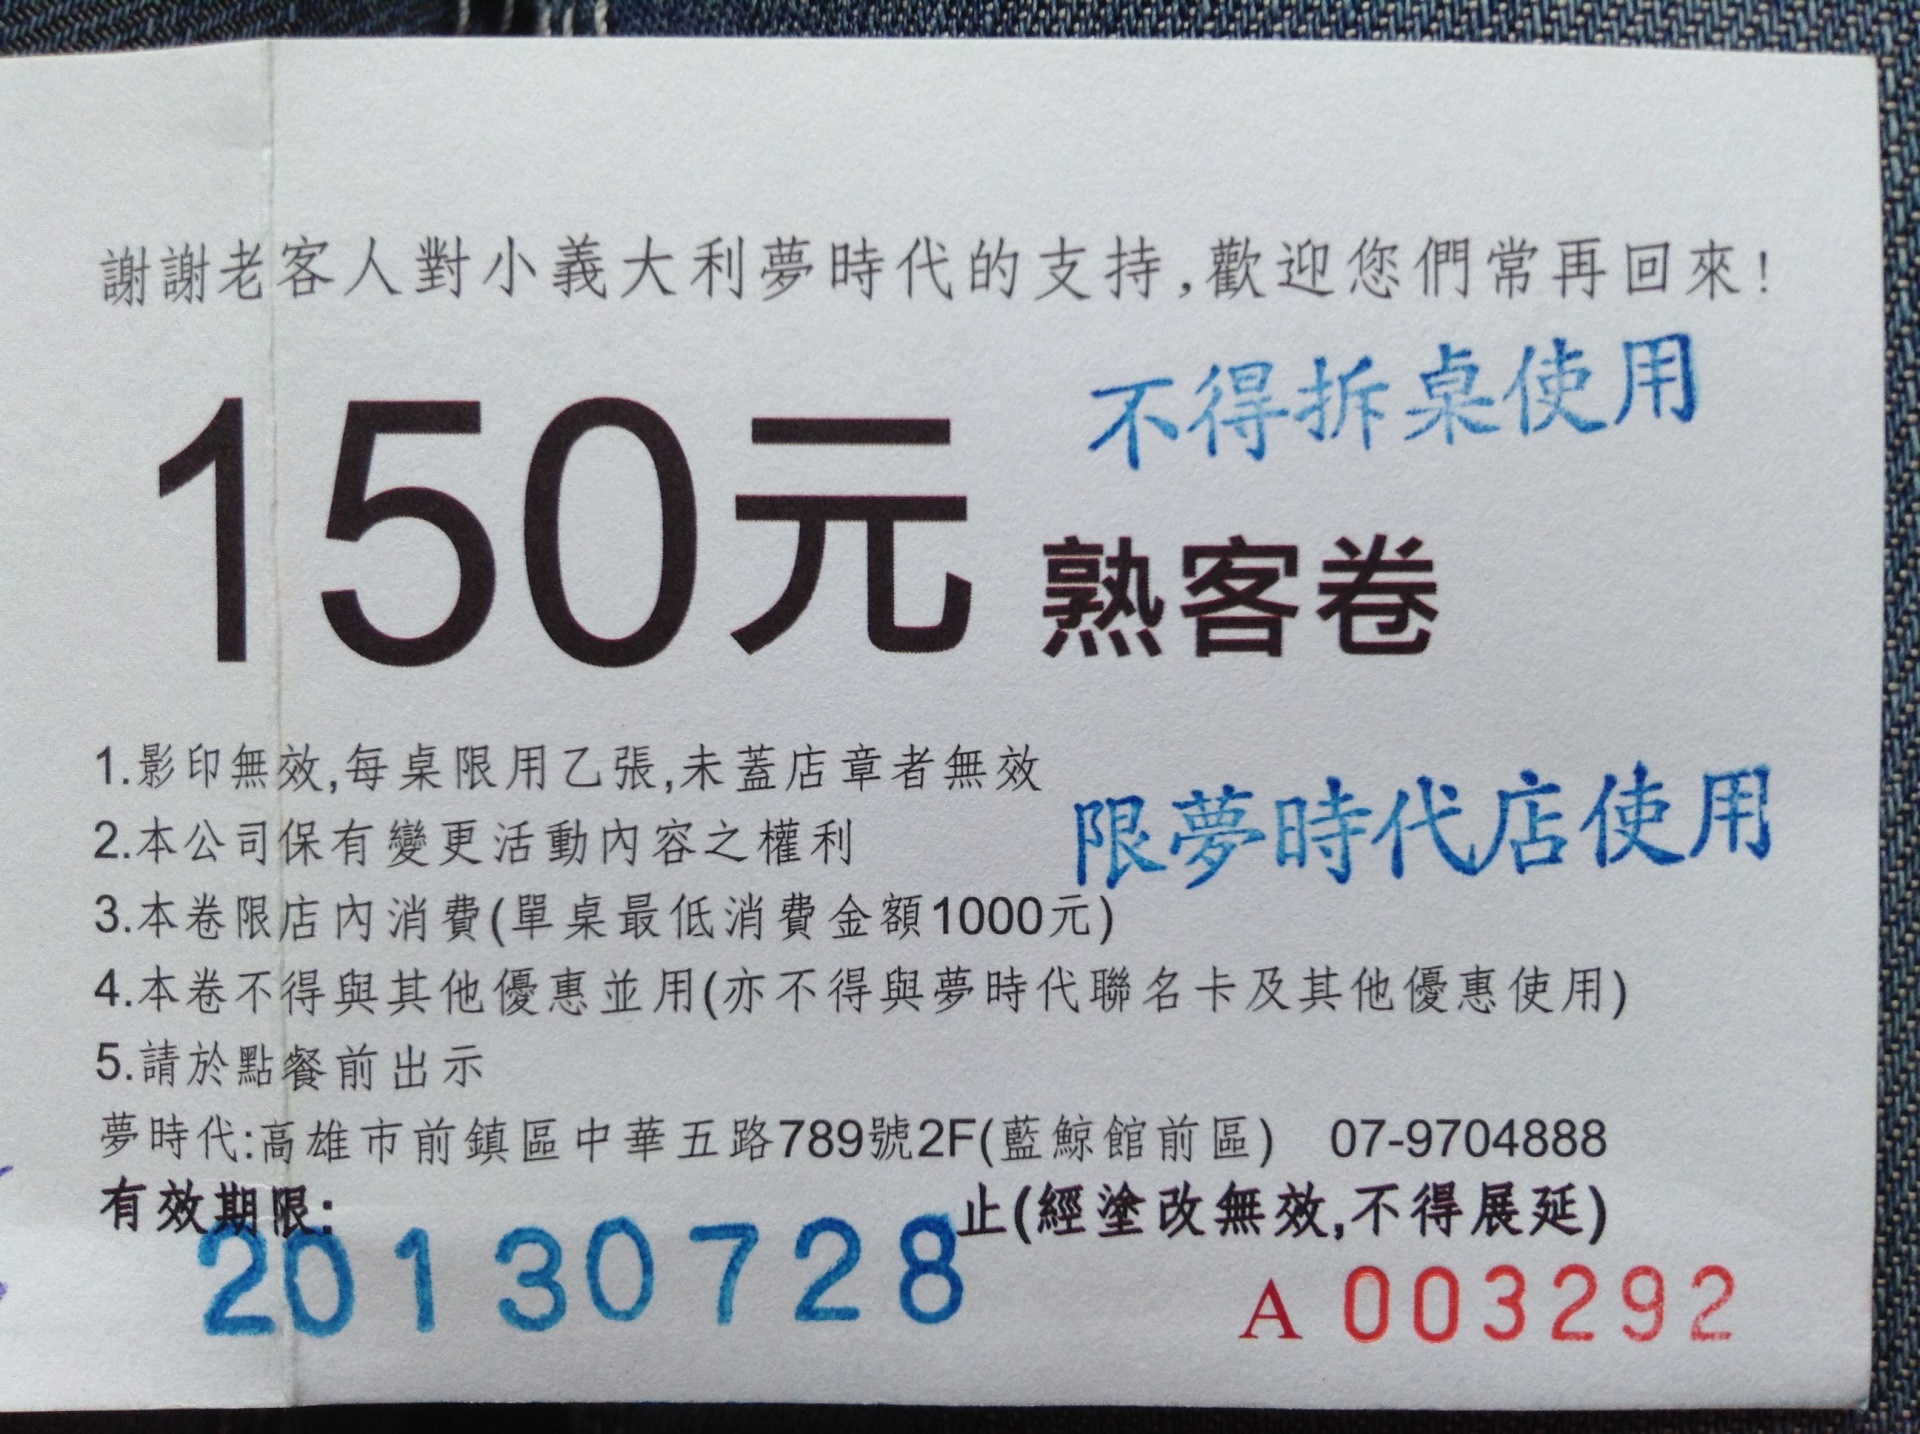 謝謝老客人對小義大利夢時代的支持,歡迎您們常再回來!
不得拆桌使用
150元 熟客卷
1.影印無效,每桌限用乙張,未蓋店章者無效
限夢時代店使用
2.本公司保有變更活動內容之權利
3.本卷限店內消費(單桌最低消費金額1000元)
4.本卷不得與其他優惠並用(亦不得與夢時代聯名卡及其他優惠使用)
5.請於點餐前出示
夢時代:高雄市前鎮區中華五路789號2F(藍鯨館前區) 07-9704888
有效期限: 20130728 止(經塗改無效,不得展延)
A 003292